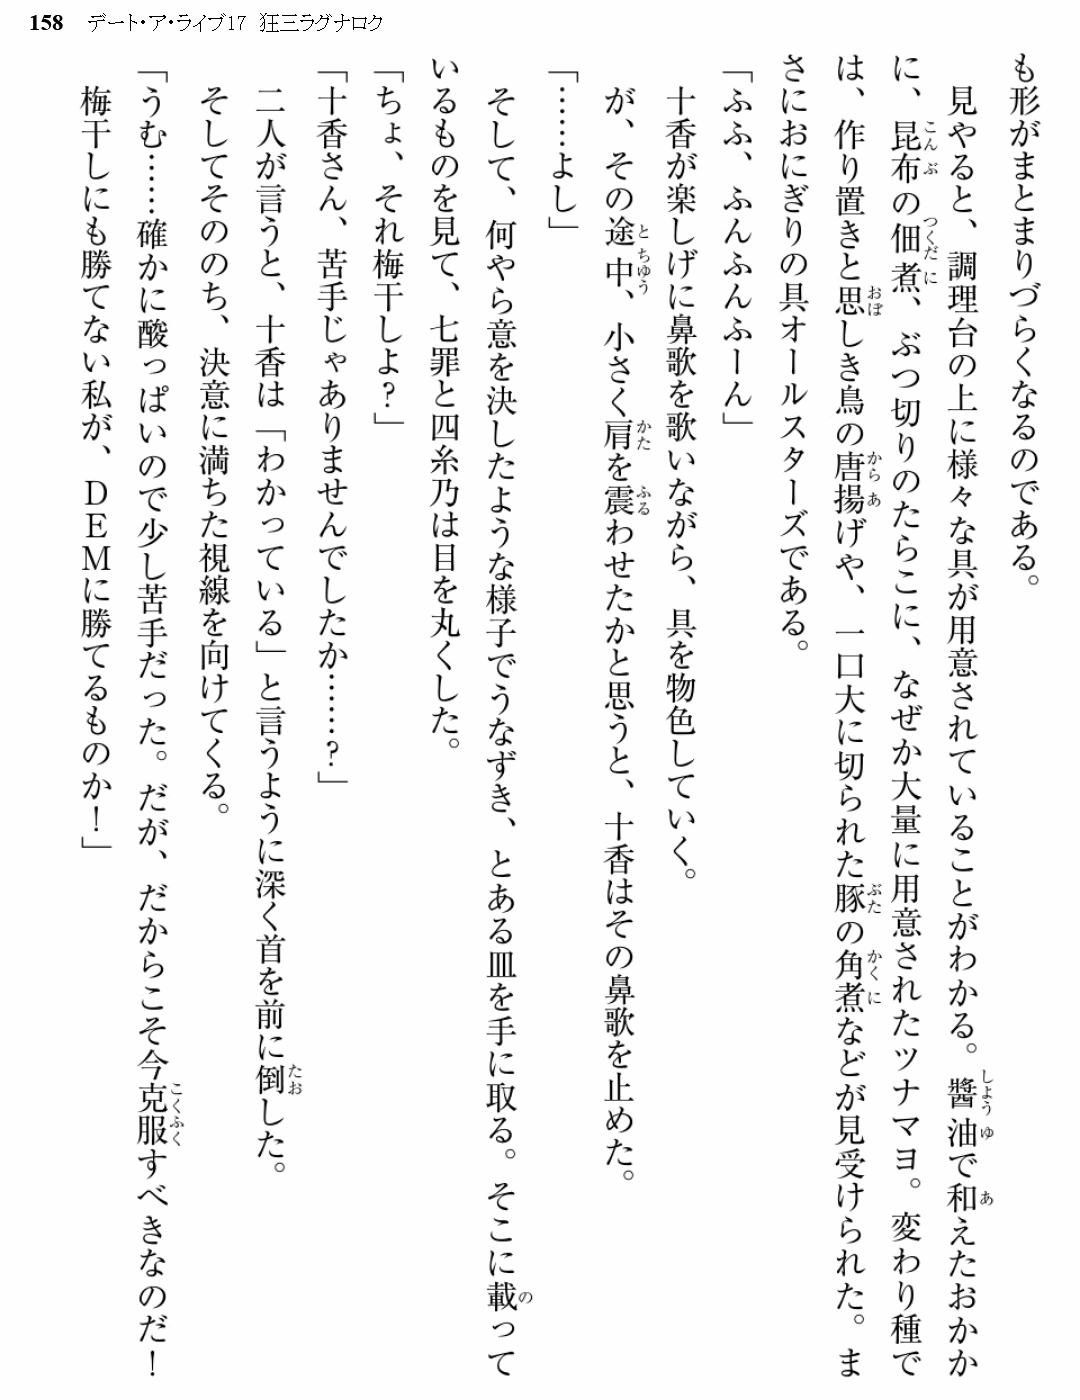 158 デート・ア・ライブ17 狂三ラグナロク
も形がまとまりづらくなるのである。
見やると、調理台の上に様々な具が用意されていることがわかる。醬油で和えたおかか
に、昆布の佃煮、ぶつ切りのたらこに、なぜか大量に用意されたツナマヨ。変わり種で
は、作り置きと思しき鳥の唐揚げや、一口大に切られた豚の角煮などが見受けられた。ま
さにおにぎりの具オールスターズである。
「ふふ、ふんふんふーん」
十香が楽しげに鼻歌を歌いながら、具を物色していく。
が、その途中、小さく肩を震わせたかと思うと、十香はその鼻歌を止めた。
「……よし」
そして、何やら意を決したような様子でうなずき、とある皿を手に取る。そこに載って
いるものを見て、七罪と四糸乃は目を丸くした。
「ちょ、それ梅干しよ？」
「十香さん、苦手じゃありませんでしたか……？」
二人が言うと、十香は「わかっている」と言うように深く首を前に倒した。
そしてそののち、決意に満ちた視線を向けてくる。
「うむ……確かに酸っぱいので少し苦手だった。だが、だからこそ今克服すべきなのだ！
梅干しにも勝てない私が、ＤＥＭに勝てるものか！」